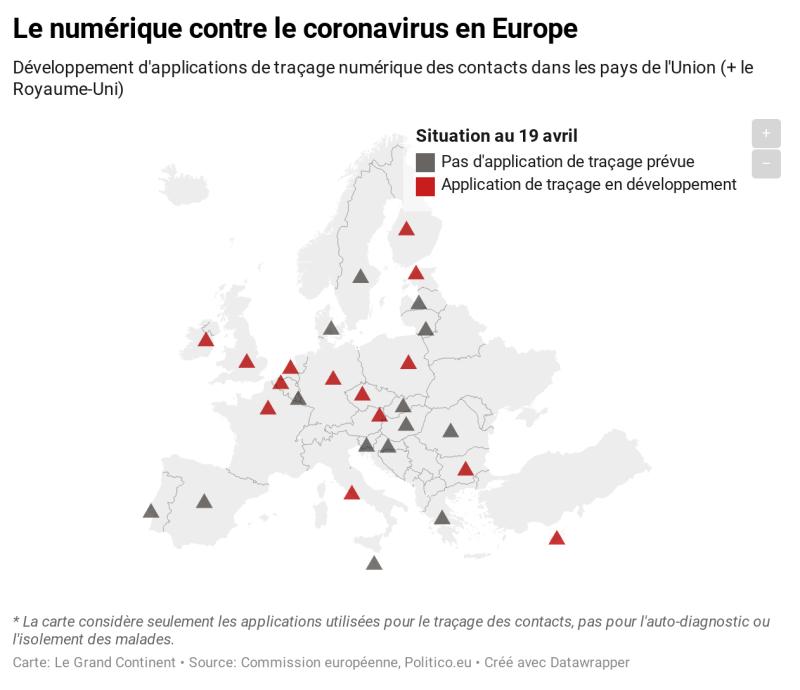 Le numérique contre le coronavirus en Europe
Développement d'applications de traçage numérique des contacts dans les pays de l'Union (+ le
Royaume-Uni)
Situation au 19 avril
Pas d'application de traçage prévue
Application de traçage en développement
+
−
* La carte considère seulement les applications utilisées pour le traçage des contacts, pas pour l'auto-diagnostic ou
l'isolement des malades.
Carte: Le Grand Continent • Source: Commission européenne, Politico.eu • Créé avec Datawrapper